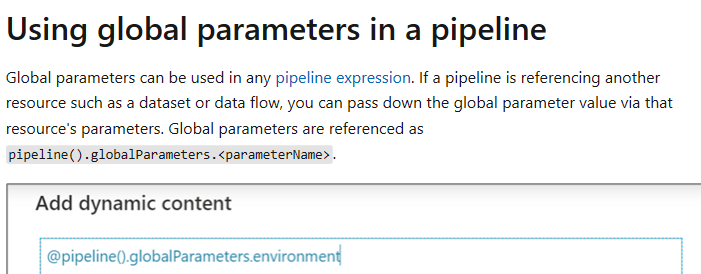 Using global parameters in a pipeline
Global parameters can be used in any pipeline expression. If a pipeline is referencing another
resource such as a dataset or data flow, you can pass down the global parameter value via that
resource's parameters. Global parameters are referenced as
pipeline().globalParameters.<parameterName>.
Add dynamic content
@pipeline().globalParameters.environment